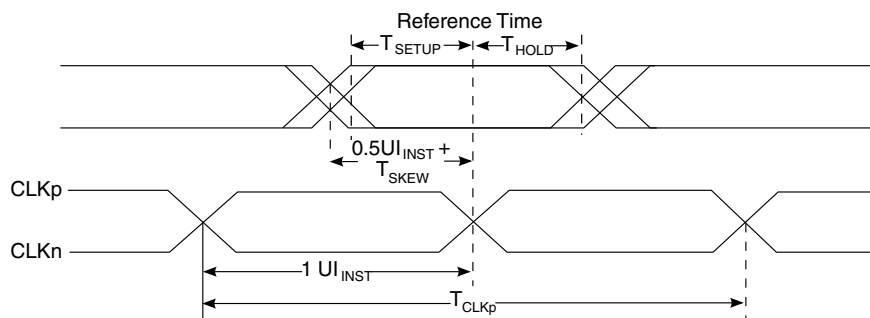 Reference Time
TSETUP THOLD
0.5UIINST +
TSKEW
CLKp
CLKn
1 UIINST
TCLKp